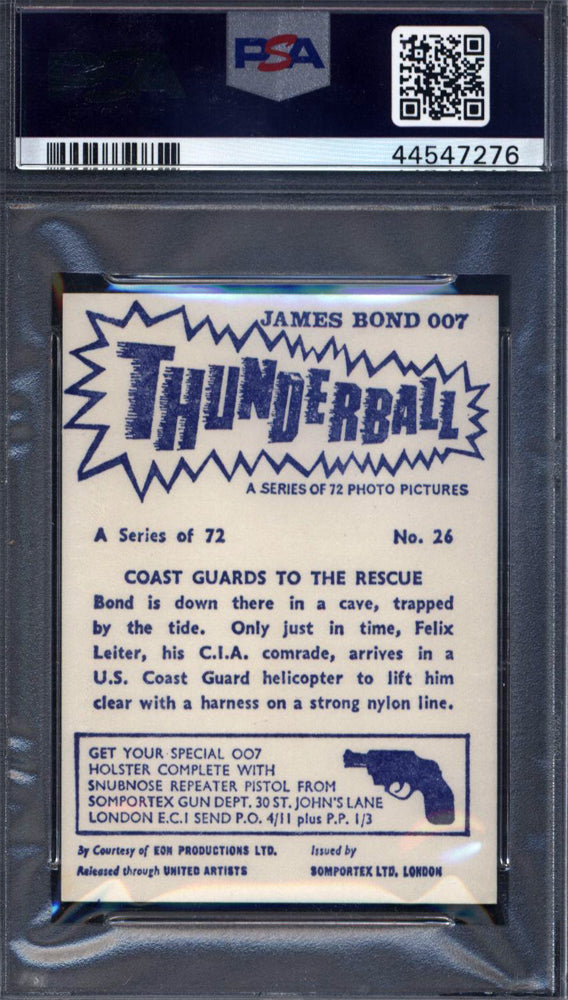 PSA
44547276
JAMES BOND 007
THUNDERBALL
A SERIES OF 72 PHOTO PICTURES
A Series of 72 No. 26
COAST GUARDS TO THE RESCUE
Bond is down there in a cave, trapped
by the tide. Only just in time, Felix
Leiter, his C.I.A. comrade, arrives in a
U.S. Coast Guard helicopter to lift him
clear with a harness on a strong nylon line.
GET YOUR SPECIAL OO7
HOLSTER COMPLETE WITH
SNUBNOSE REPEATER PISTOL FROM
SOMPORTEX GUN DEPT. 30 ST. JOHN'S LANE
LONDON E.C.I SEND P.O. 4/11 plus P.P. 1/3
By Courtesy of EON PRODUCTIONS LTD. Issued by
Released through UNITED ARTISTS SOMPORTEX LTD, LONDON